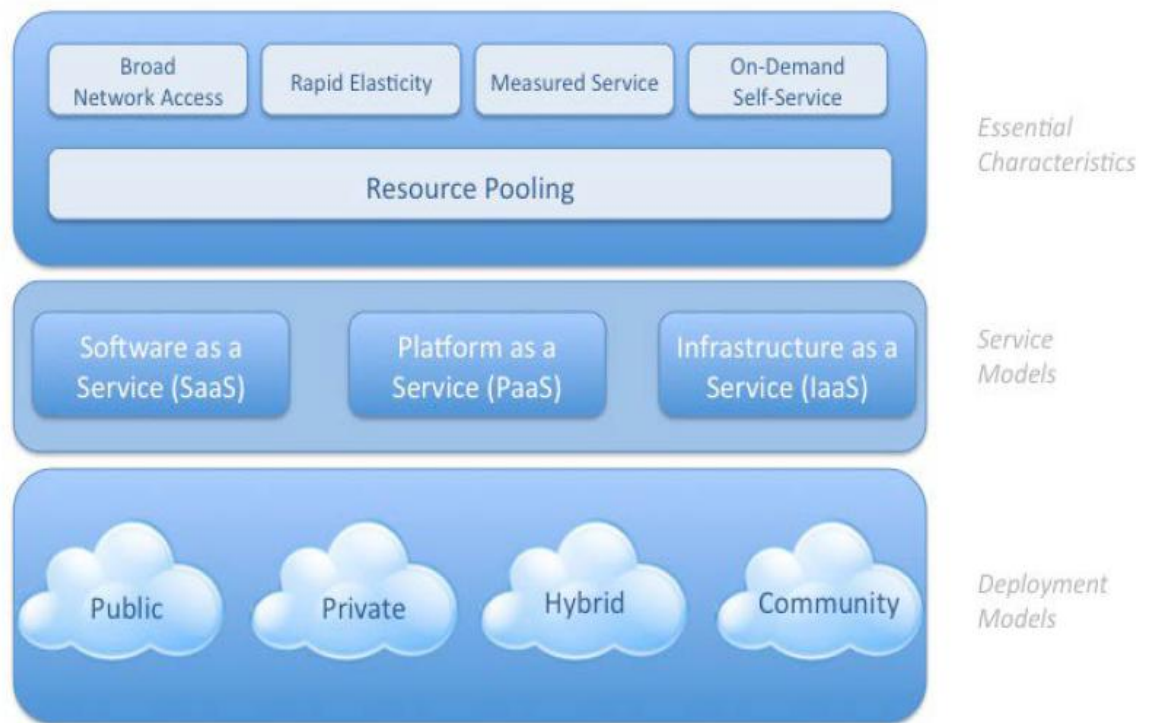 Broad
Network Access
Rapid Elasticity
Measured Service
On-Demand
Self-Service
Resource Pooling
Essential
Characteristics
Software as a
Service (SaaS)
Platform as a
Service (PaaS)
Infrastructure as a
Service (IaaS)
Service
Models
Public
Private
Hybrid
Community
Deployment
Models